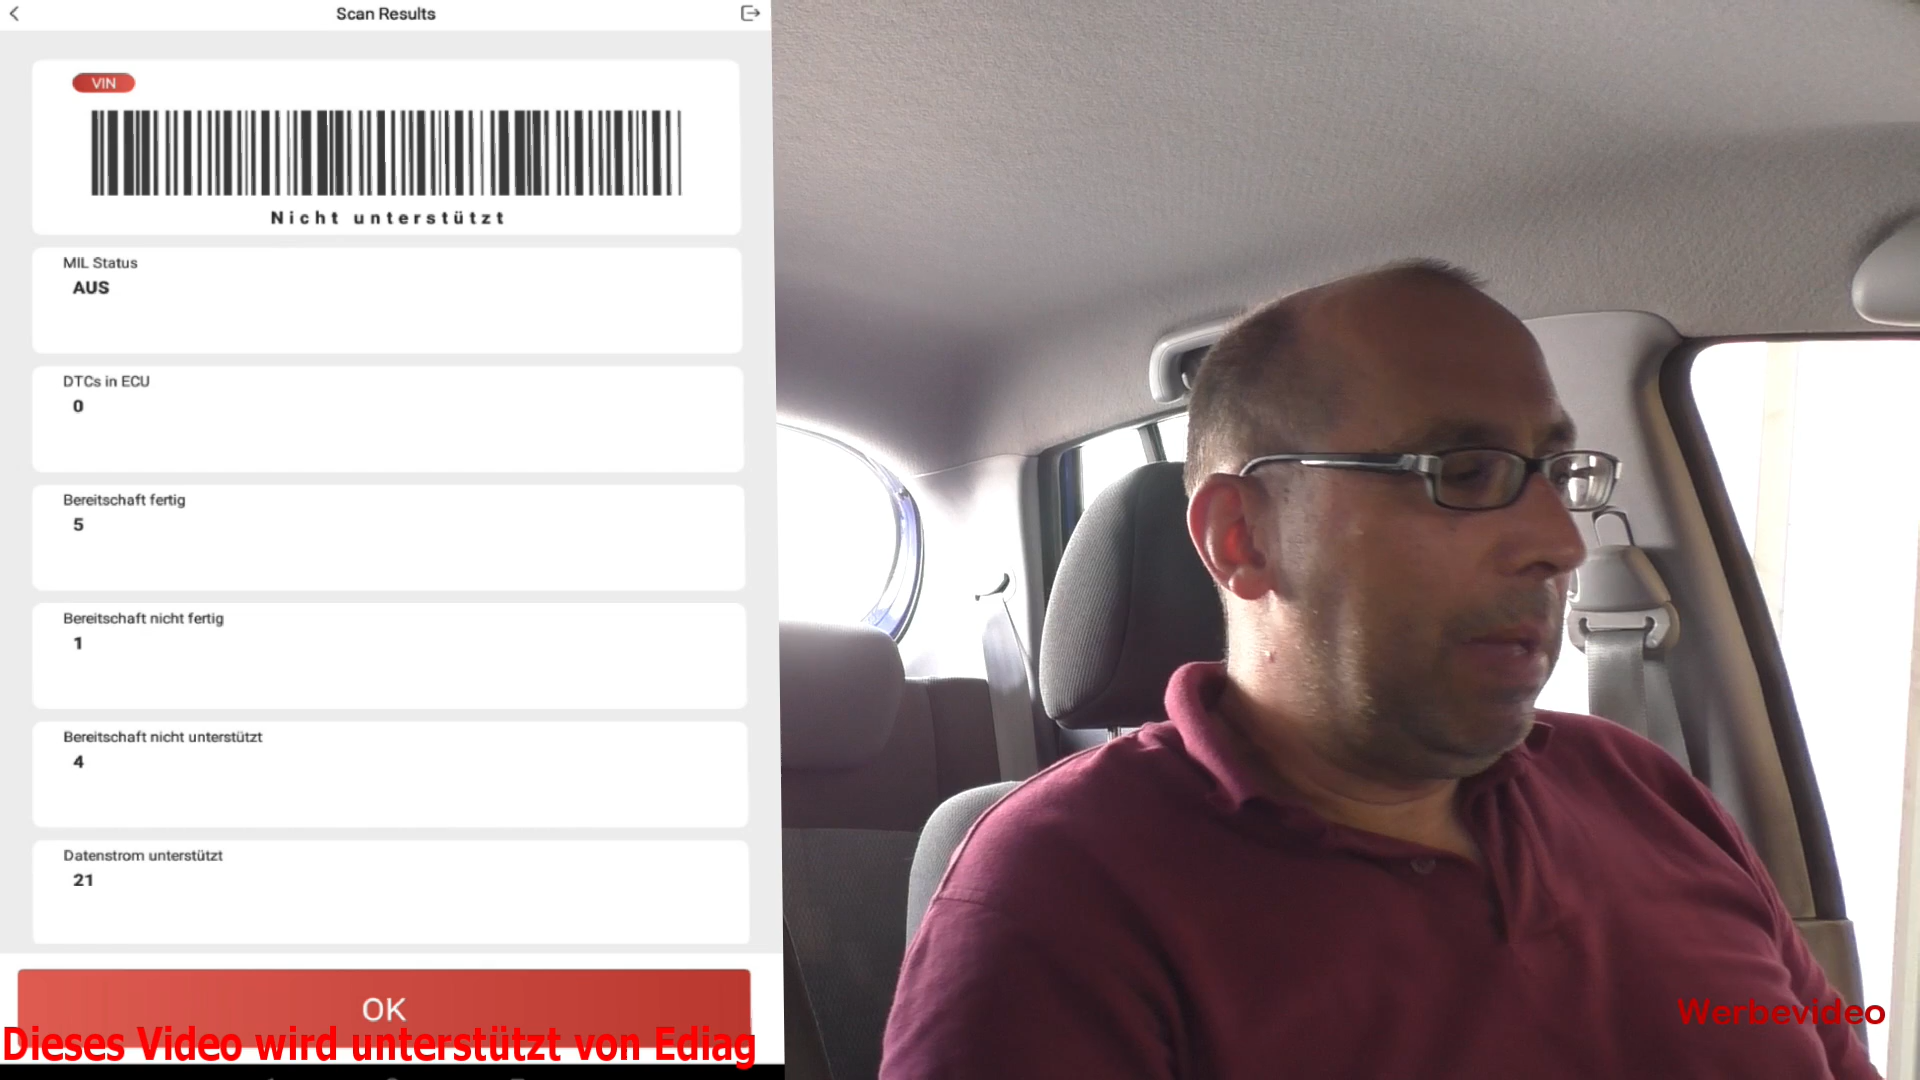 Scan Results
VIN
Nicht unterstützt
MIL Status
AUS
DTCs in ECU
0
Bereitschaft fertig
5
Bereitschaft nicht fertig
1
Bereitschaft nicht unterstützt
4
Datenstrom unterstützt
21
OK
Dieses Video wird unterstützt von Ediag
Werbevideo